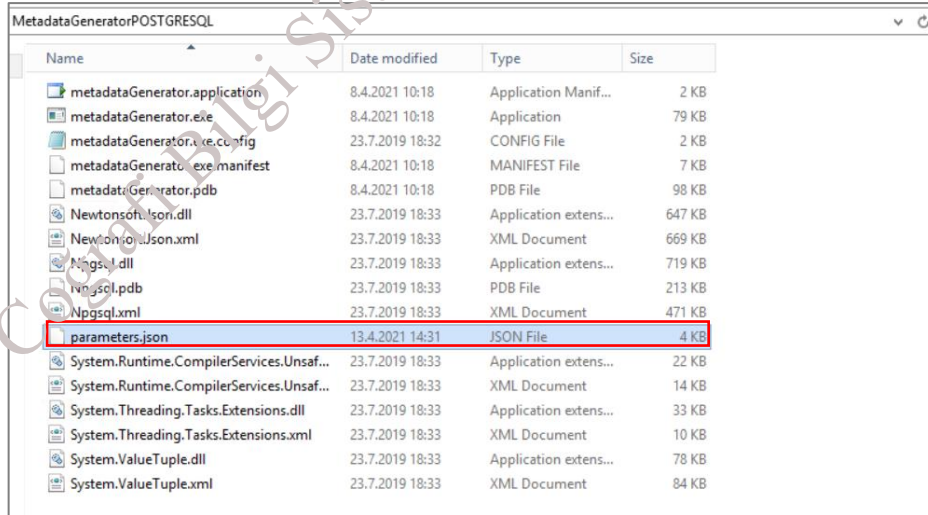 MetadataGeneratorPOSTGRESQL
Name Date modified Type Size
metadataGenerator.application 8.4.2021 10:18 Application Manif... 2 KB
metadataGenerator.exe 8.4.2021 10:18 Application 79 KB
metadataGenerator.exe.config 23.7.2019 18:32 CONFIG File 2 KB
metadataGenerator.exe.manifest 8.4.2021 10:18 MANIFEST File 7 KB
metadataGenerator.pdb 8.4.2021 10:18 PDB File 98 KB
Newtonsoft.Json.dll 23.7.2019 18:33 Application extens... 647 KB
Newtonsoft.Json.xml 23.7.2019 18:33 XML Document 669 KB
Npgsql.dll 23.7.2019 18:33 Application extens... 719 KB
Npgsql.pdb 23.7.2019 18:33 PDB File 213 KB
Npgsql.xml 23.7.2019 18:33 XML Document 471 KB
parameters.json 13.4.2021 14:31 JSON File 4 KB
System.Runtime.CompilerServices.Unsaf... 23.7.2019 18:33 Application extens... 22 KB
System.Runtime.CompilerServices.Unsaf... 23.7.2019 18:33 XML Document 14 KB
System.Threading.Tasks.Extensions.dll 23.7.2019 18:33 Application extens... 33 KB
System.Threading.Tasks.Extensions.xml 23.7.2019 18:33 XML Document 10 KB
System.ValueTuple.dll 23.7.2019 18:33 Application extens... 78 KB
System.ValueTuple.xml 23.7.2019 18:33 XML Document 84 KB
Coğrafi Bilgi Sis